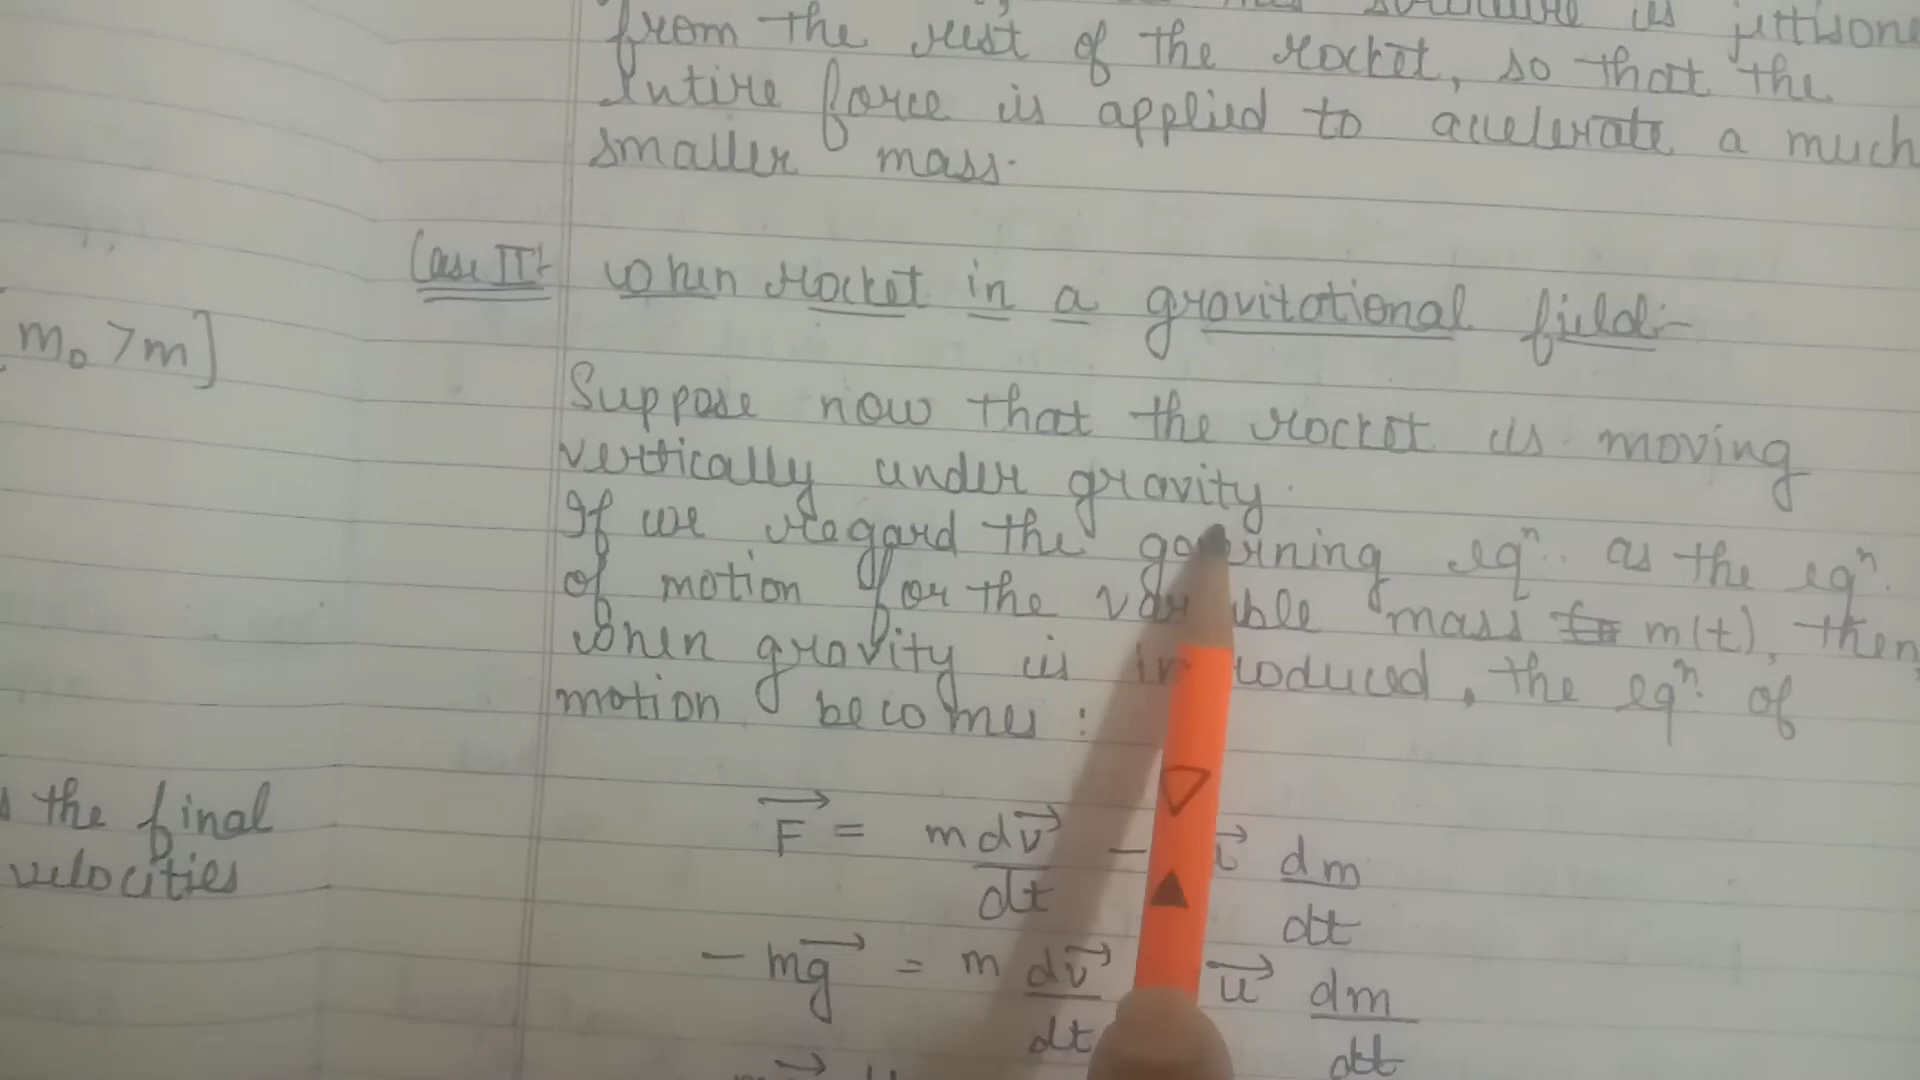 from the rest of the rocket, so that the
Intire force is applied to accelerate a much
smaller mass.
Case II:- when rocket in a gravitational field:-
m₀ > m]
Suppose now that the rocket is moving
vertically under gravity.
If we regard the governing eqⁿ. as the eqⁿ.
of motion for the variable mass m(t), then,
when gravity is introduced, the eqⁿ. of
motion becomes :
the final
velocities
F⃗ = m dv⃗/dt − dm/dt
− mg⃗ = m dv⃗/dt u⃗ dm/dt